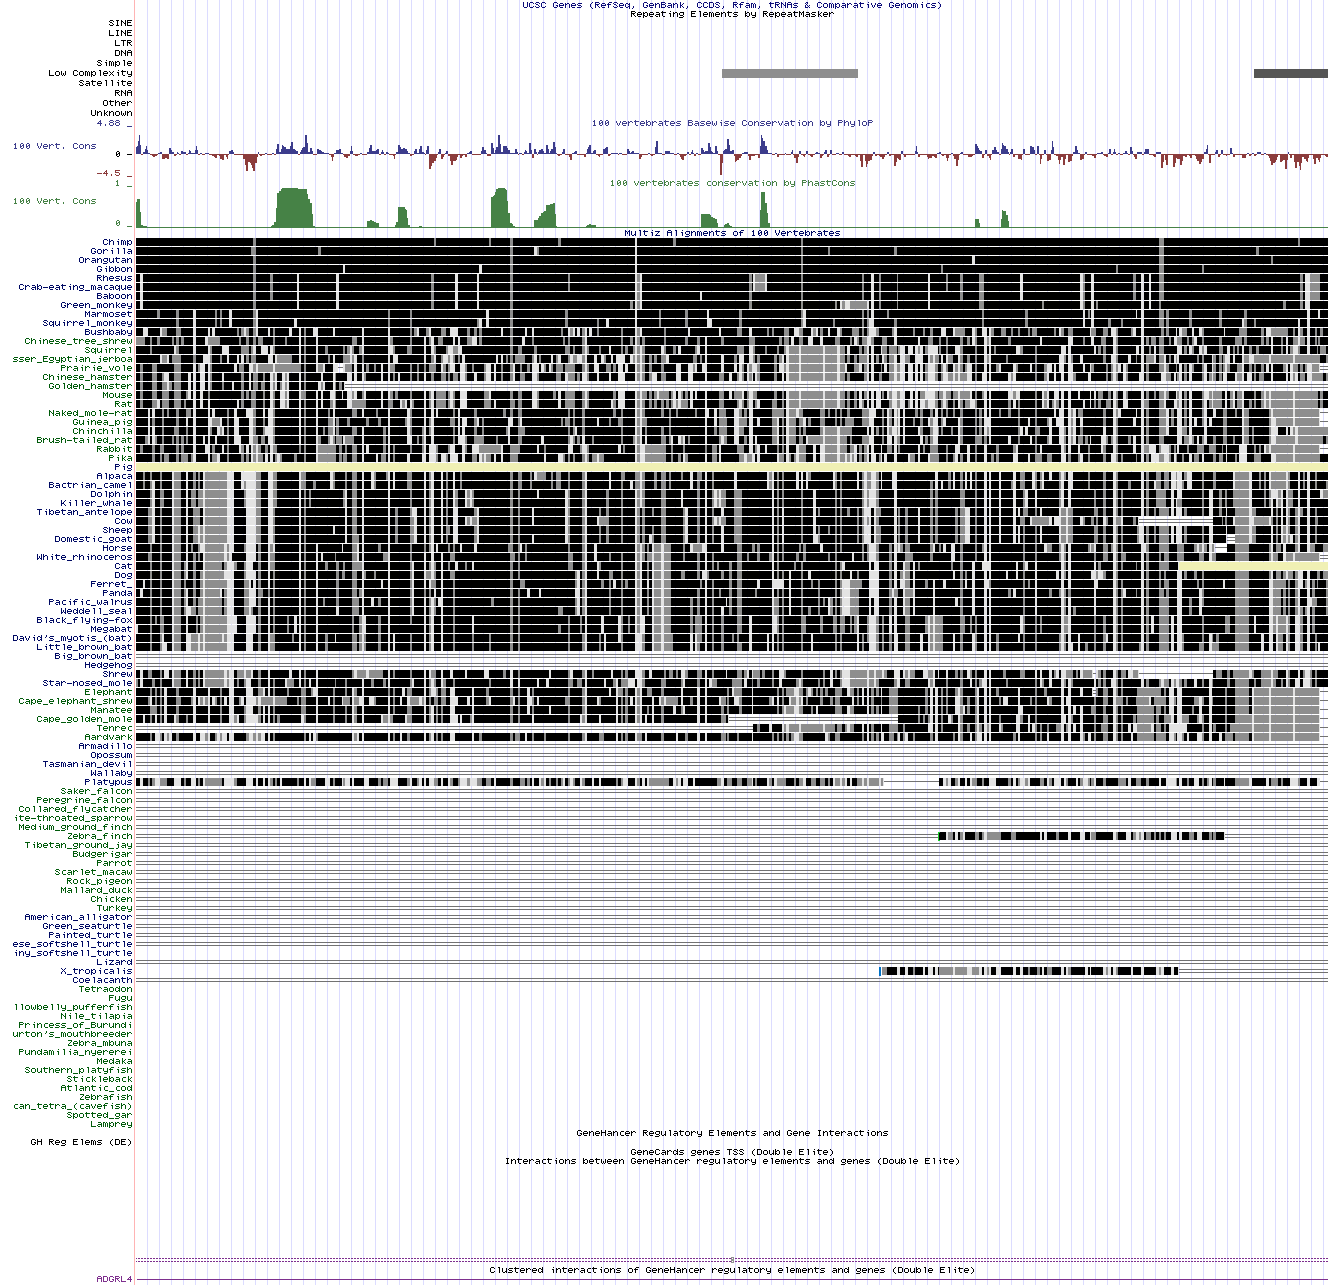 UCSC Genes (RefSeq, GenBank, CCDS, Rfam, tRNAs & Comparative Genomics)
Repeating Elements by RepeatMasker
SINE
LINE
LTR
DNA
Simple
Low Complexity
Satellite
RNA
Other
Unknown
4.88 _
100 vertebrates Basewise Conservation by PhyloP
100 Vert. Cons
0 _
-4.5 _
1 _
100 vertebrates conservation by PhastCons
100 Vert. Cons
0 _
Multiz Alignments of 100 Vertebrates
Chimp
Gorilla
Orangutan
Gibbon
Rhesus
Crab-eating_macaque
Baboon
Green_monkey
Marmoset
Squirrel_monkey
Bushbaby
Chinese_tree_shrew
Squirrel
sser_Egyptian_jerboa
Prairie_vole
Chinese_hamster
Golden_hamster
Mouse
Rat
Naked_mole-rat
Guinea_pig
Chinchilla
Brush-tailed_rat
Rabbit
Pika
Pig
Alpaca
Bactrian_camel
Dolphin
Killer_whale
Tibetan_antelope
Cow
Sheep
Domestic_goat
Horse
White_rhinoceros
Cat
Dog
Ferret_
Panda
Pacific_walrus
Weddell_seal
Black_flying-fox
Megabat
David's_myotis_(bat)
Little_brown_bat
Big_brown_bat
Hedgehog
Shrew
Star-nosed_mole
Elephant
Cape_elephant_shrew
Manatee
Cape_golden_mole
Tenrec
Aardvark
Armadillo
Opossum
Tasmanian_devil
Wallaby
Platypus
Saker_falcon
Peregrine_falcon
Collared_flycatcher
ite-throated_sparrow
Medium_ground_finch
Zebra_finch
Tibetan_ground_jay
Budgerigar
Parrot
Scarlet_macaw
Rock_pigeon
Mallard_duck
Chicken
Turkey
American_alligator
Green_seaturtle
Painted_turtle
ese_softshell_turtle
iny_softshell_turtle
Lizard
X_tropicalis
Coelacanth
Tetraodon
Fugu
llowbelly_pufferfish
Nile_tilapia
Princess_of_Burundi
urton's_mouthbreeder
Zebra_mbuna
Pundamilia_nyererei
Medaka
Southern_platyfish
Stickleback
Atlantic_cod
Zebrafish
can_tetra_(cavefish)
Spotted_gar
Lamprey
GeneHancer Regulatory Elements and Gene Interactions
GH Reg Elems (DE)
GeneCards genes TSS (Double Elite)
Interactions between GeneHancer regulatory elements and genes (Double Elite)
Clustered interactions of GeneHancer regulatory elements and genes (Double Elite)
ADGRL4